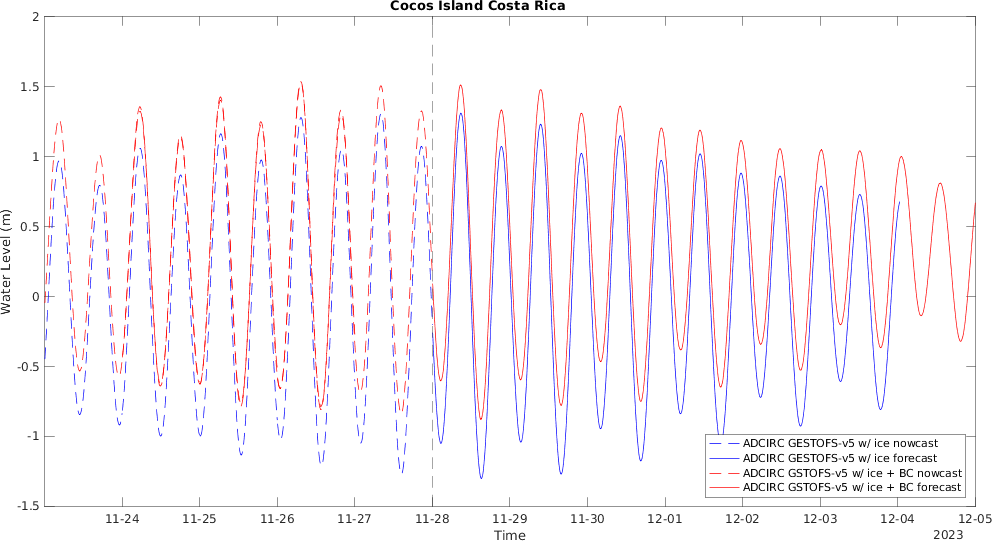 Cocos Island Costa Rica
2
1.5
1
0.5
0
-0.5
-1
-1.5
Water Level (m)
ADCIRC GESTOFS-v5 w/ ice nowcast
ADCIRC GESTOFS-v5 w/ ice forecast
ADCIRC GSTOFS-v5 w/ ice + BC nowcast
ADCIRC GSTOFS-v5 w/ ice + BC forecast
11-24 11-25 11-26 11-27 11-28 11-29 11-30 12-01 12-02 12-03 12-04 12-05
Time
2023